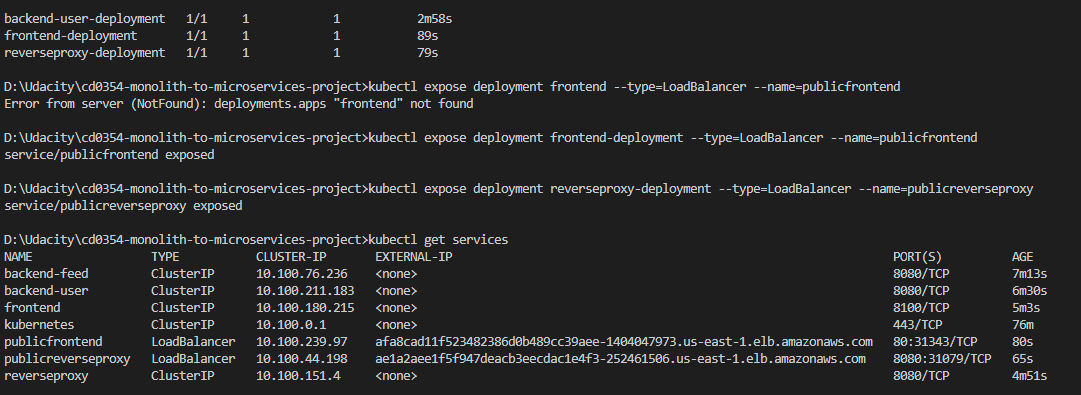 backend-user-deployment   1/1     1            1           2m58s
frontend-deployment       1/1     1            1           89s
reverseproxy-deployment   1/1     1            1           79s
D:\Udacity\cd0354-monolith-to-microservices-project>kubectl expose deployment frontend --type=LoadBalancer --name=publicfrontend
Error from server (NotFound): deployments.apps "frontend" not found
D:\Udacity\cd0354-monolith-to-microservices-project>kubectl expose deployment frontend-deployment --type=LoadBalancer --name=publicfrontend
service/publicfrontend exposed
D:\Udacity\cd0354-monolith-to-microservices-project>kubectl expose deployment reverseproxy-deployment --type=LoadBalancer --name=publicreverseproxy
service/publicreverseproxy exposed
D:\Udacity\cd0354-monolith-to-microservices-project>kubectl get services
NAME                 TYPE           CLUSTER-IP       EXTERNAL-IP                                                              PORT(S)          AGE
backend-feed         ClusterIP      10.100.76.236    <none>                                                                   8080/TCP         7m13s
backend-user         ClusterIP      10.100.211.183   <none>                                                                   8080/TCP         6m30s
frontend             ClusterIP      10.100.180.215   <none>                                                                   8100/TCP         5m3s
kubernetes           ClusterIP      10.100.0.1       <none>                                                                   443/TCP          76m
publicfrontend       LoadBalancer   10.100.239.97    afa8cad11f523482386d0b489cc39aee-1404047973.us-east-1.elb.amazonaws.com   80:31343/TCP     80s
publicreverseproxy   LoadBalancer   10.100.44.198    ae1a2aee1f5f947deacb3eecdac1e4f3-252461506.us-east-1.elb.amazonaws.com    8080:31079/TCP   65s
reverseproxy         ClusterIP      10.100.151.4     <none>                                                                   8080/TCP         4m51s